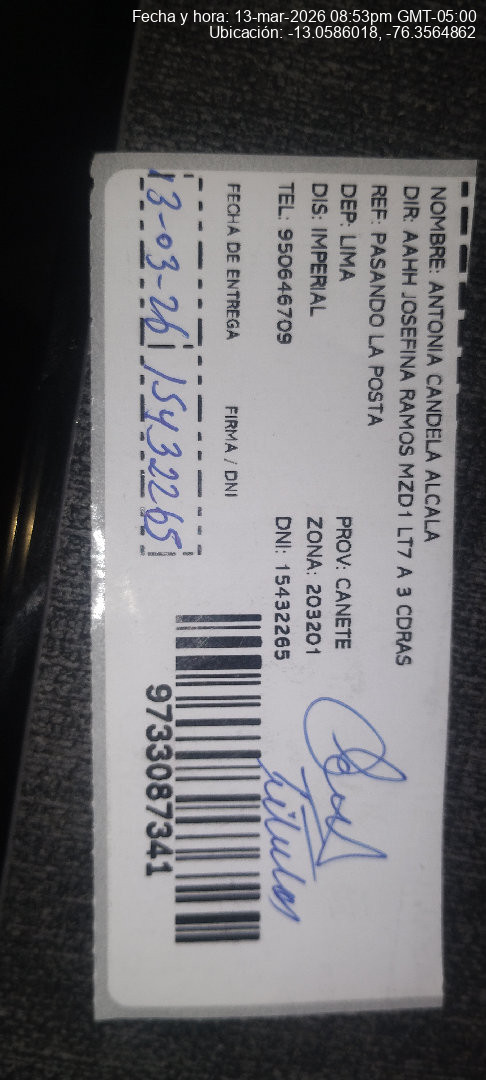 Fecha y hora: 13-mar-2026 08:53pm GMT-05:00
Ubicación: -13.0586018, -76.3564862
NOMBRE: ANTONIA CANDELA ALCALA
DIR: AAHH JOSEFINA RAMOS MZD1 LT7 A 3 CDRAS
REF: PASANDO LA POSTA
DEP: LIMA PROV: CANETE
DIS: IMPERIAL ZONA: 203201
TEL: 950646709 DNI: 15432265
FECHA DE ENTREGA FIRMA / DNI
13-03-26 15432265
Titular
9733087341